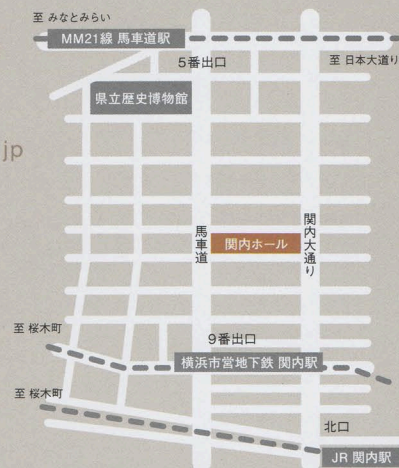 至 みなとみらい
MM21線 馬車道駅
5番出口
至 日本大通り
県立歴史博物館
jp
馬車道
関内ホール
関内大通り
至 桜木町
9番出口
横浜市営地下鉄 関内駅
至 桜木町
北口
JR 関内駅